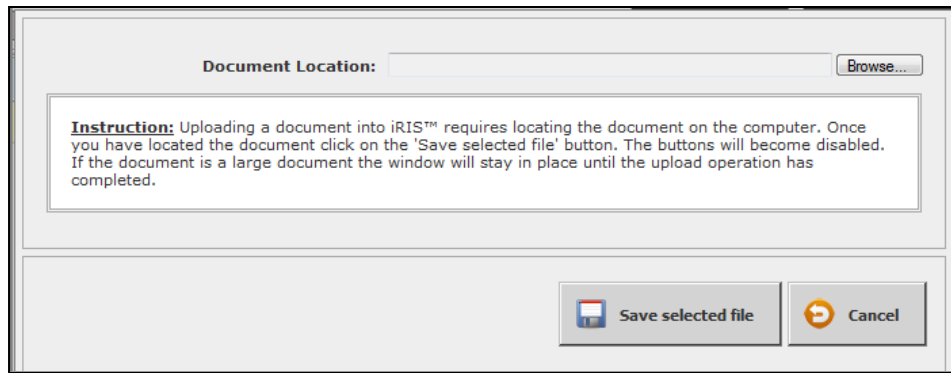 Document Location: Browse...
Instruction: Uploading a document into iRIS™ requires locating the document on the computer. Once
you have located the document click on the 'Save selected file' button. The buttons will become disabled.
If the document is a large document the window will stay in place until the upload operation has
completed.
Save selected file Cancel